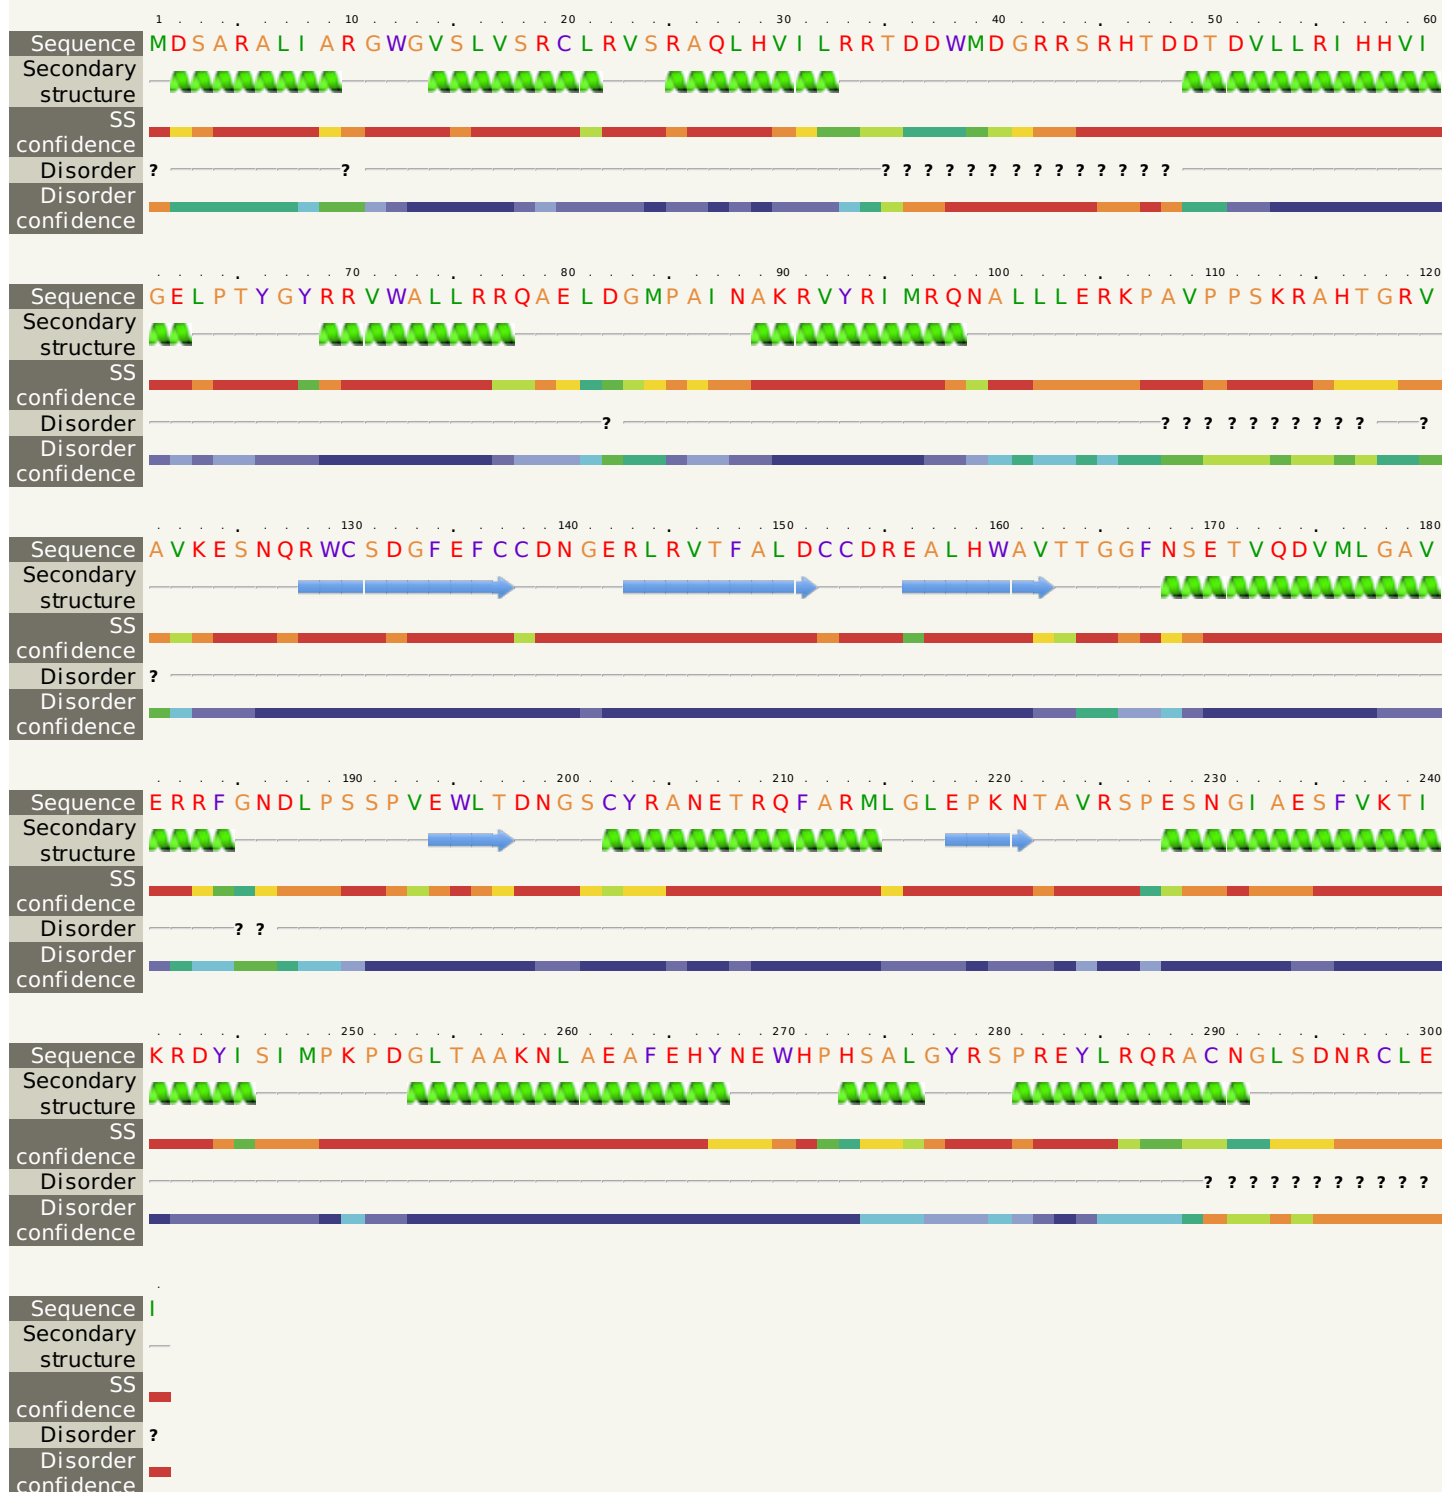 1 10 20 30 40 50 60
Sequence MDSARALIARGWGVSLVSRCLRVSRAQLHVILRRTDDWMDGRRSRHTDDTDVLLRIHHVI
Secondary
structure
SS
confidence
Disorder ? ? ? ? ? ? ? ? ? ? ? ? ? ? ? ?
Disorder
confidence
70 80 90 100 110 120
Sequence GELPTYGYRRVWALLRRQAELDGMPAINAKRVYRIMRQNALLLERKPAVPPSKRAHTGRV
Secondary
structure
SS
confidence
Disorder ? ? ? ? ? ? ? ? ? ? ? ?
Disorder
confidence
130 140 150 160 170 180
Sequence AVKESNQRWCSDGFEFCCDNGERLRVTFALDCCDREALHWAVTTGGFNSETVQDVMLGAV
Secondary
structure
SS
confidence
Disorder ?
Disorder
confidence
190 200 210 220 230 240
Sequence ERRFGNDLPSSPVEWLTDNGSCYRANETRQFARMLGLEPKNTAVRSPESNGIAESFVKTI
Secondary
structure
SS
confidence
Disorder ? ?
Disorder
confidence
250 260 270 280 290 300
Sequence KRDYISIMPKPDGLTAAKNLAEAFEHYNEWHPHSALGYRSPREYLRQRACNGLSDNRCLE
Secondary
structure
SS
confidence
Disorder ? ? ? ? ? ? ? ? ? ? ?
Disorder
confidence
Sequence I
Secondary
structure
SS
confidence
Disorder ?
Disorder
confidence